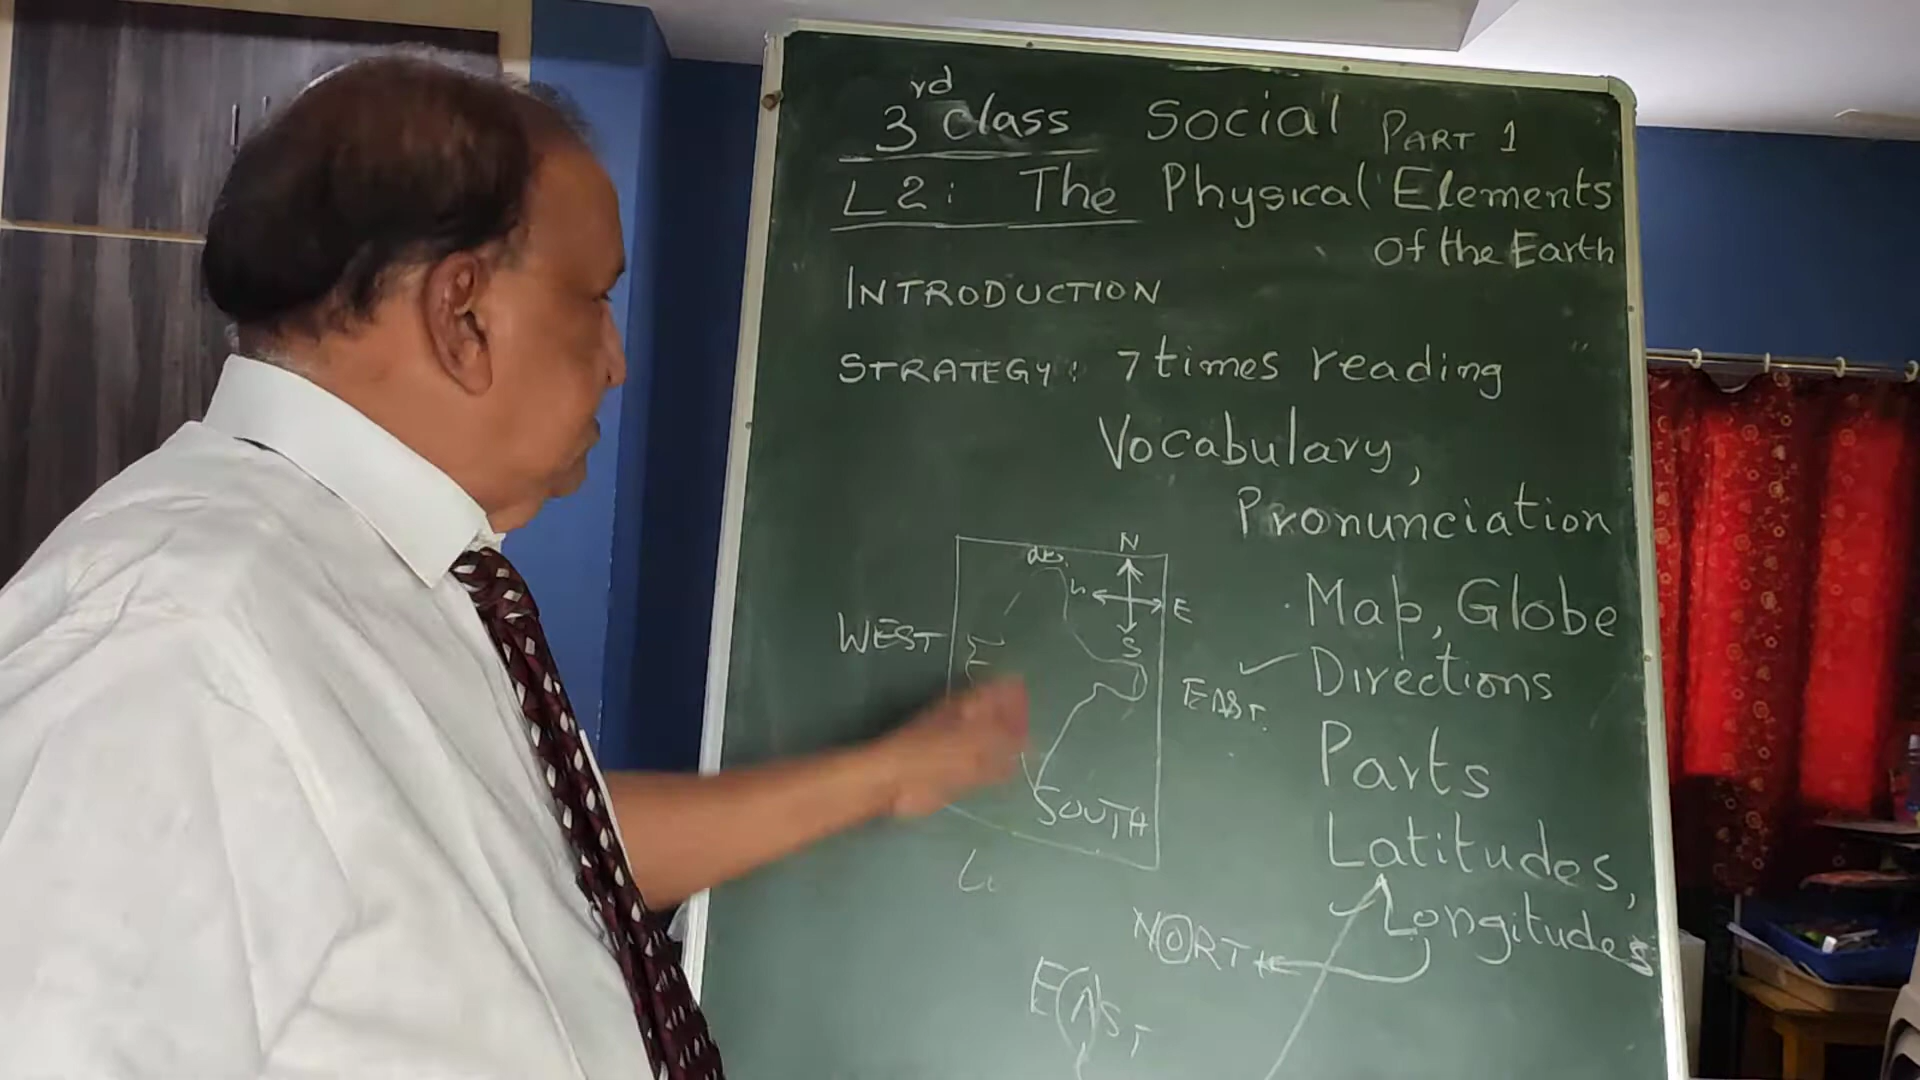 3rd class Social PART 1
L2: The Physical Elements
of the Earth
INTRODUCTION
STRATEGY: 7 times reading
Vocabulary,
Pronunciation
N
E
S
WEST
EAST
SOUTH
Map, Globe
Directions
Parts
Latitudes,
Longitudes
NORT
EAST